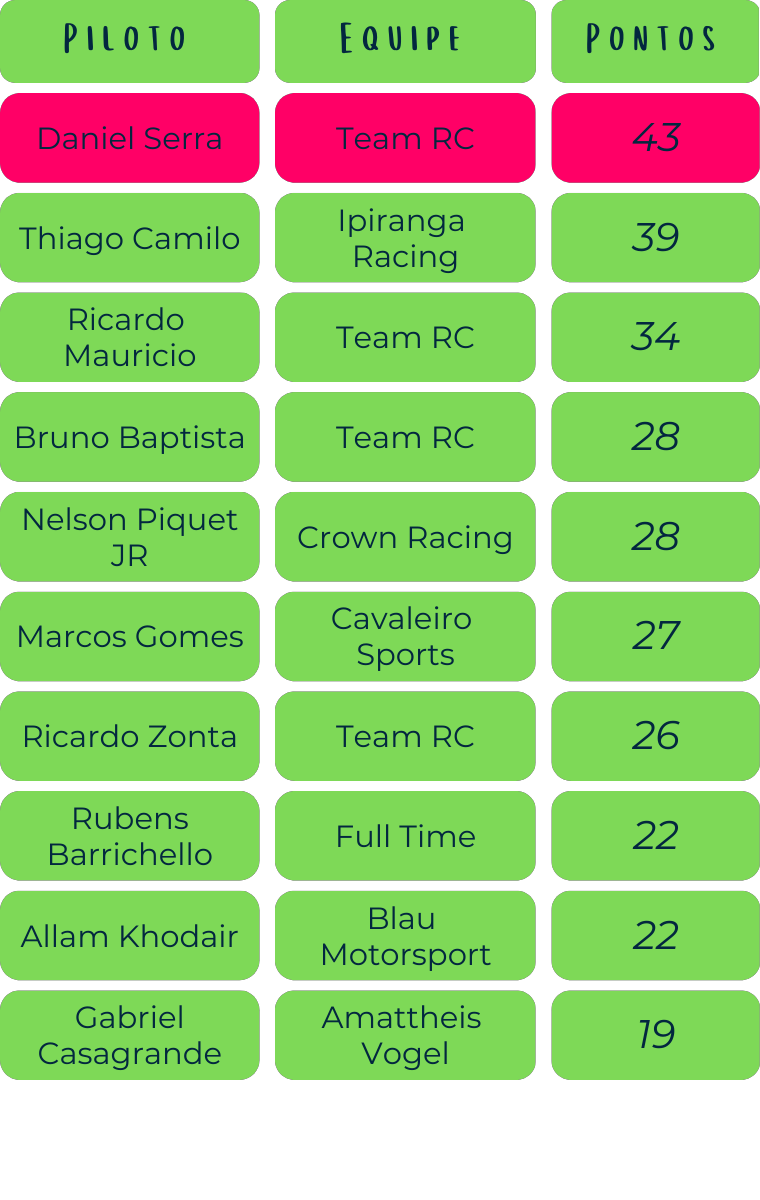 PILOTO EQUIPE PONTOS
Daniel Serra Team RC 43
Thiago Camilo Ipiranga Racing 39
Ricardo Mauricio Team RC 34
Bruno Baptista Team RC 28
Nelson Piquet JR Crown Racing 28
Marcos Gomes Cavaleiro Sports 27
Ricardo Zonta Team RC 26
Rubens Barrichello Full Time 22
Allam Khodair Blau Motorsport 22
Gabriel Casagrande Amattheis Vogel 19